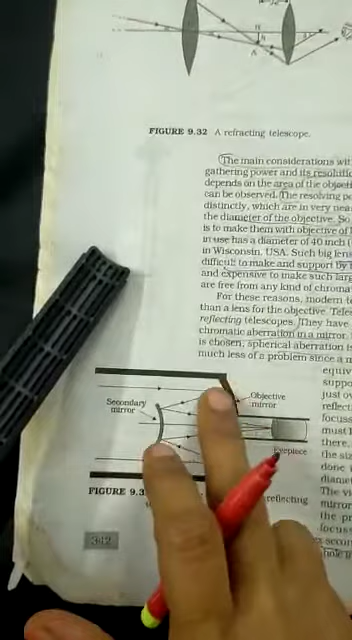 FIGURE 9.32 A refracting telescope.
The main considerations wit
gathering power and its resolutio
depends on the area of the object
can be observed. The resolving po
distinctly, which are in very nea
the diameter of the objective. So
is to make them with objective of
in use has a diameter of 40 inch (
in Wisconsin, USA. Such big lens
difficult to make and support by
and expensive to make such larg
are free from any kind of chromat
For these reasons, modern te
than a lens for the objective. Teles
reflecting telescopes. They have
chromatic aberration in a mirror.
is chosen, spherical aberration is
much less of a problem since a m
equiv
suppo
just ov
reflect
focuss
must
there.
the siz
done
diamet
The vi
mirror
the pr
focuss
Secondary
mirror
Objective
mirror
Eyepiece
FIGURE 9.3
reflecting
342